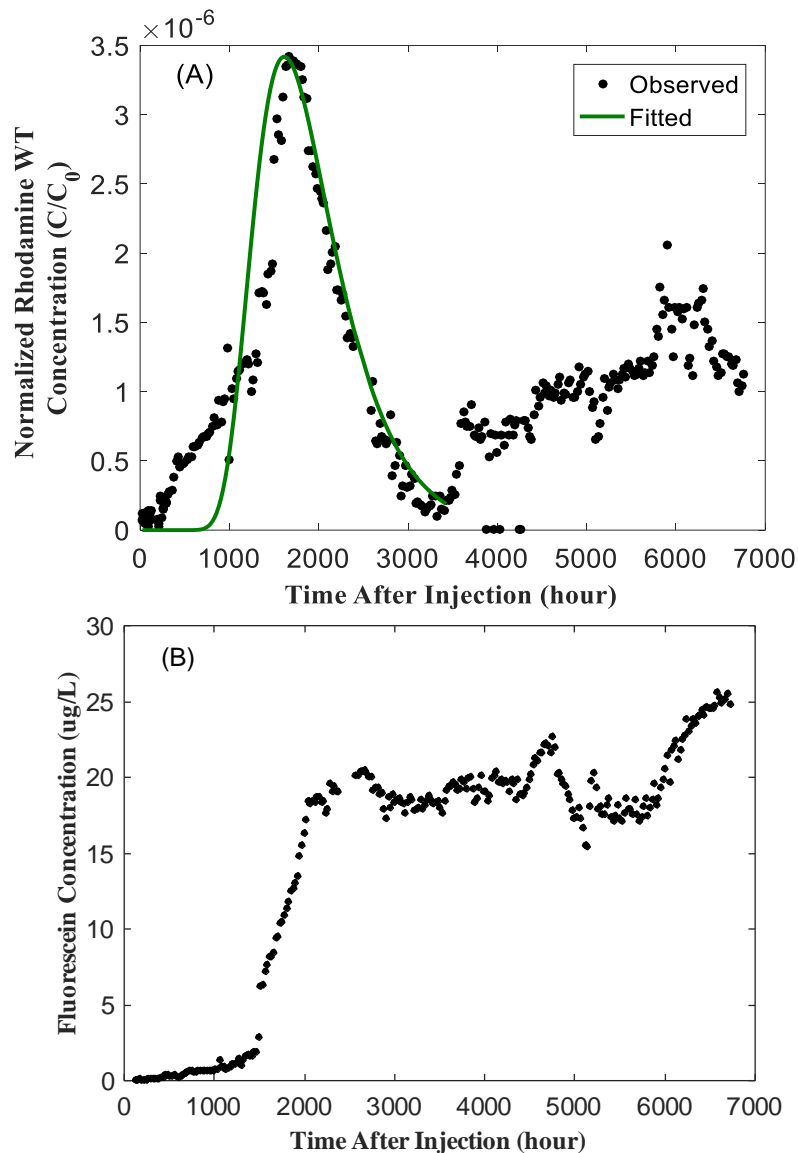 ×10^-6
(A)
Observed
Fitted
3.5
3
2.5
2
1.5
1
0.5
0
Normalized Rhodamine WT
Concentration (C/C_0)
0 1000 2000 3000 4000 5000 6000 7000
Time After Injection (hour)
(B)
30
25
20
15
10
5
0
Fluorescein Concentration (ug/L)
0 1000 2000 3000 4000 5000 6000 7000
Time After Injection (hour)